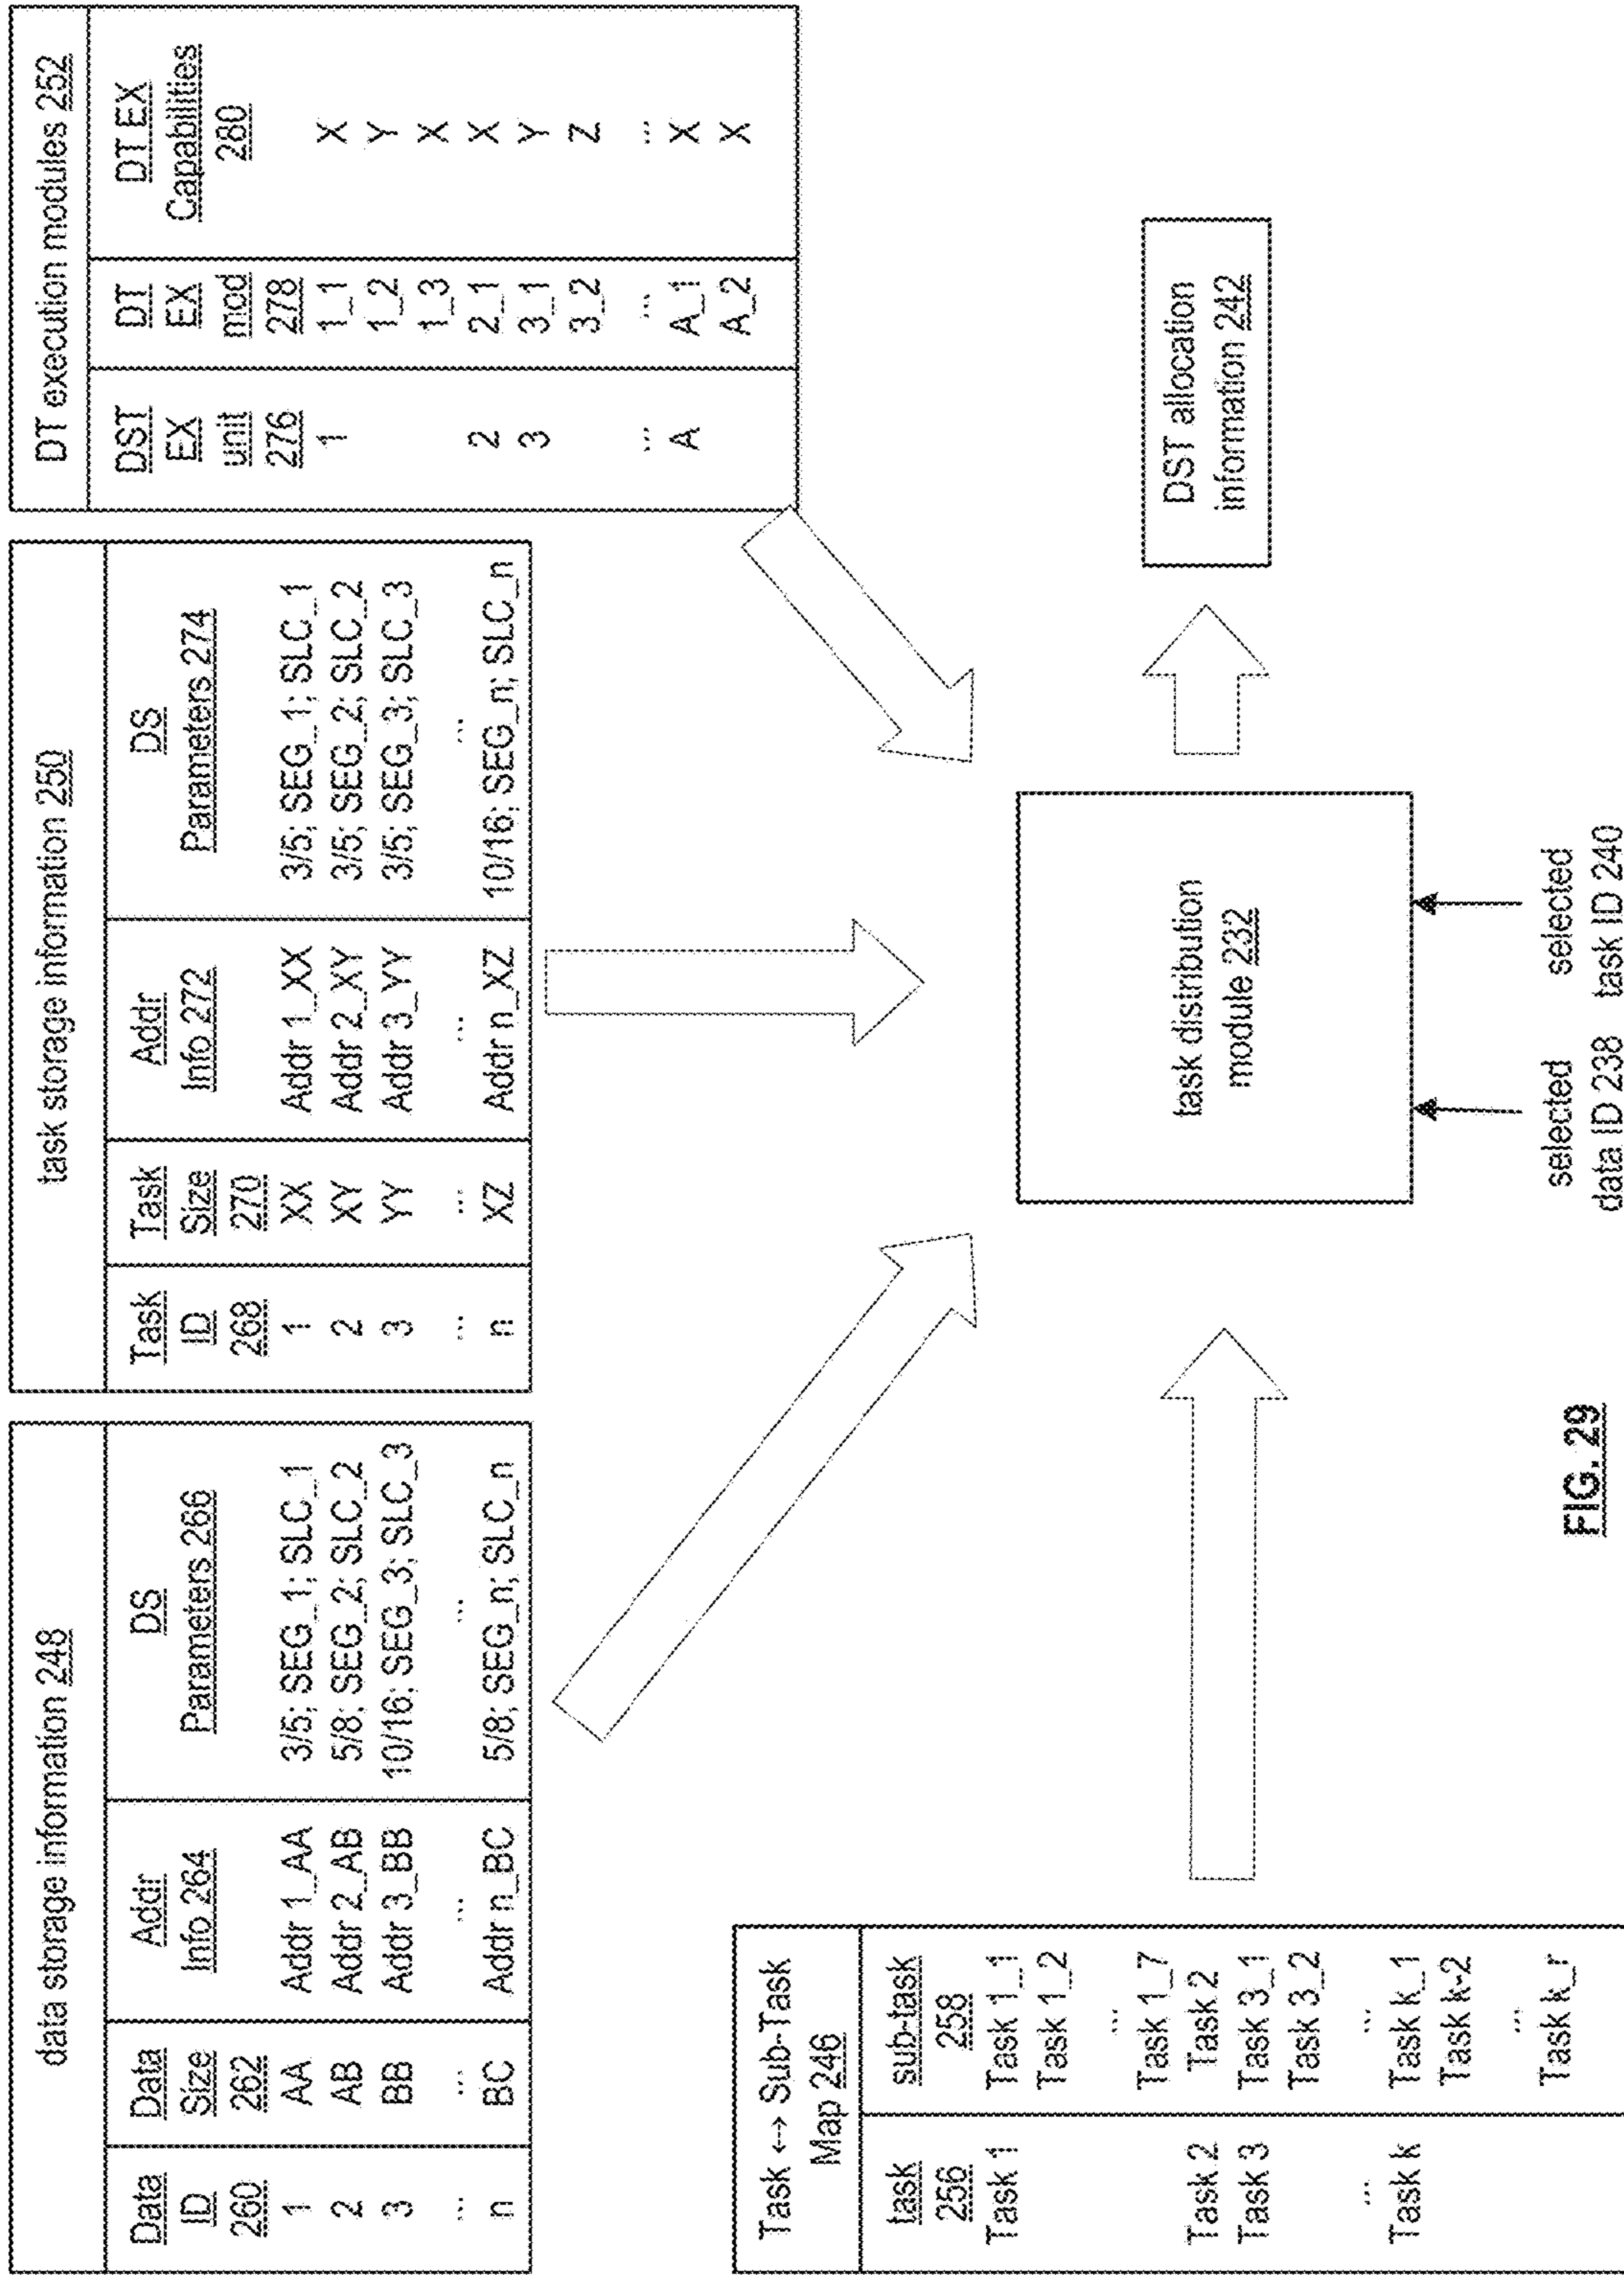 data storage information 248
Data ID 260 Data Size 262 Addr Info 264 DS Parameters 266
1 AA Addr 1_AA 3/5; SEG_1; SLC_1
2 AB Addr 2_AB 5/8; SEG_2; SLC_2
3 BB Addr 3_BB 10/16; SEG_3; SLC_3
... ... ... ...
n BC Addr n_BC 5/8; SEG_n; SLC_n
task storage information 250
Task ID 268 Task Size 270 Addr Info 272 DS Parameters 274
1 XX Addr 1_XX 3/5; SEG_1; SLC_1
2 XY Addr 2_XY 3/5; SEG_2; SLC_2
3 YY Addr 3_YY 3/5; SEG_3; SLC_3
... ... ... ...
n XZ Addr n_XZ 10/16; SEG_n; SLC_n
DT execution modules 252
DST EX unit 276 DT EX mod 278 DT EX Capabilities 280
1 1_1 X
1_2 Y
1_3 X
2 2_1 X
3 3_1 Y
3_2 Z
... ... ...
A A_1 X
A_2 X
Task ↔ Sub-Task
Map 246
task 256 sub-task 258
Task 1 Task 1_1
Task 1_2
...
Task 1_7
Task 2 Task 2
Task 3 Task 3_1
Task 3_2
... ...
Task k Task k_1
Task k-2
...
Task k_r
task distribution
module 232
DST allocation
information 242
selected
data ID 238
selected
task ID 240
FIG. 29